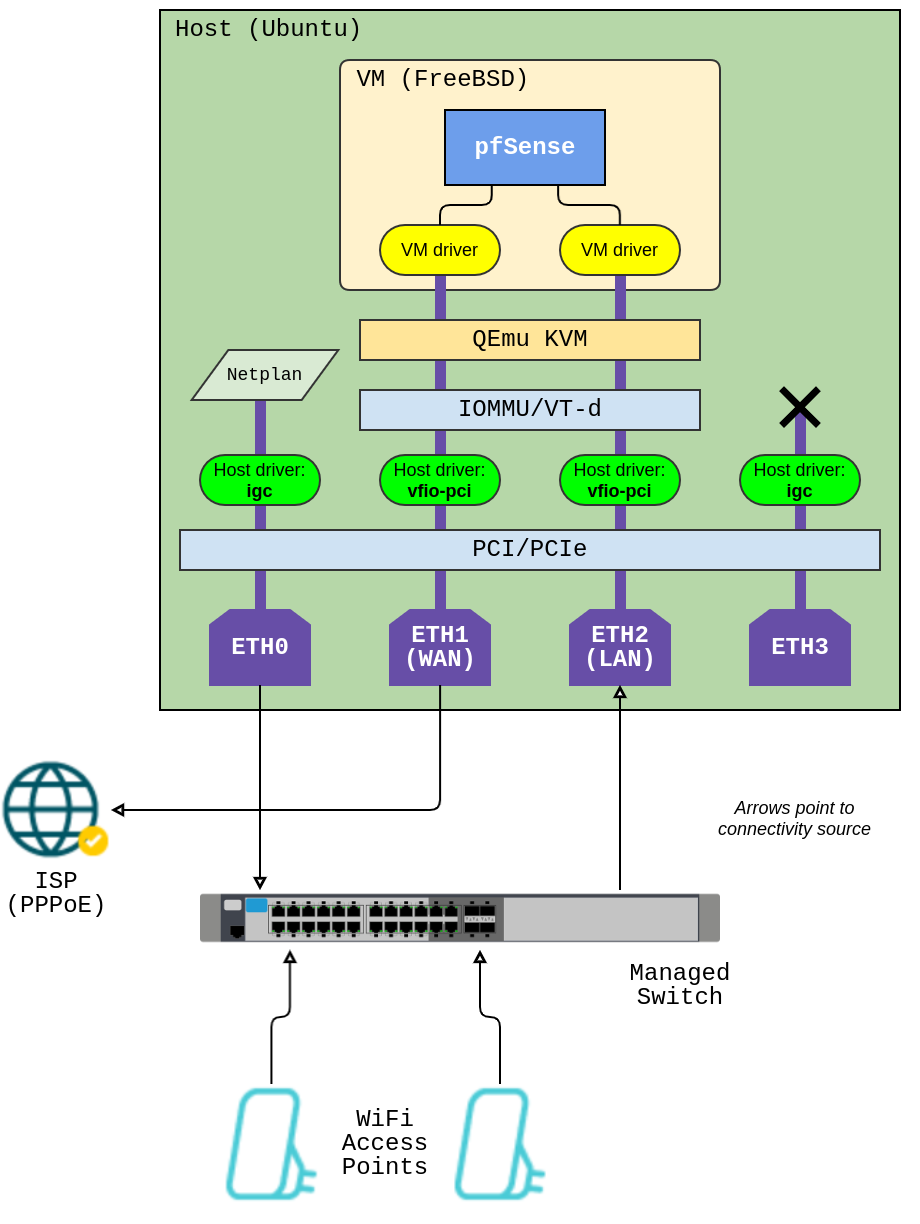 Host (Ubuntu)
VM (FreeBSD)
pfSense
VM driver
VM driver
QEmu KVM
Netplan
IOMMU/VT-d
Host driver:
igc
Host driver:
vfio-pci
Host driver:
vfio-pci
Host driver:
igc
PCI/PCIe
ETH0
ETH1
(WAN)
ETH2
(LAN)
ETH3
Arrows point to
connectivity source
ISP
(PPPoE)
Managed
Switch
WiFi
Access
Points